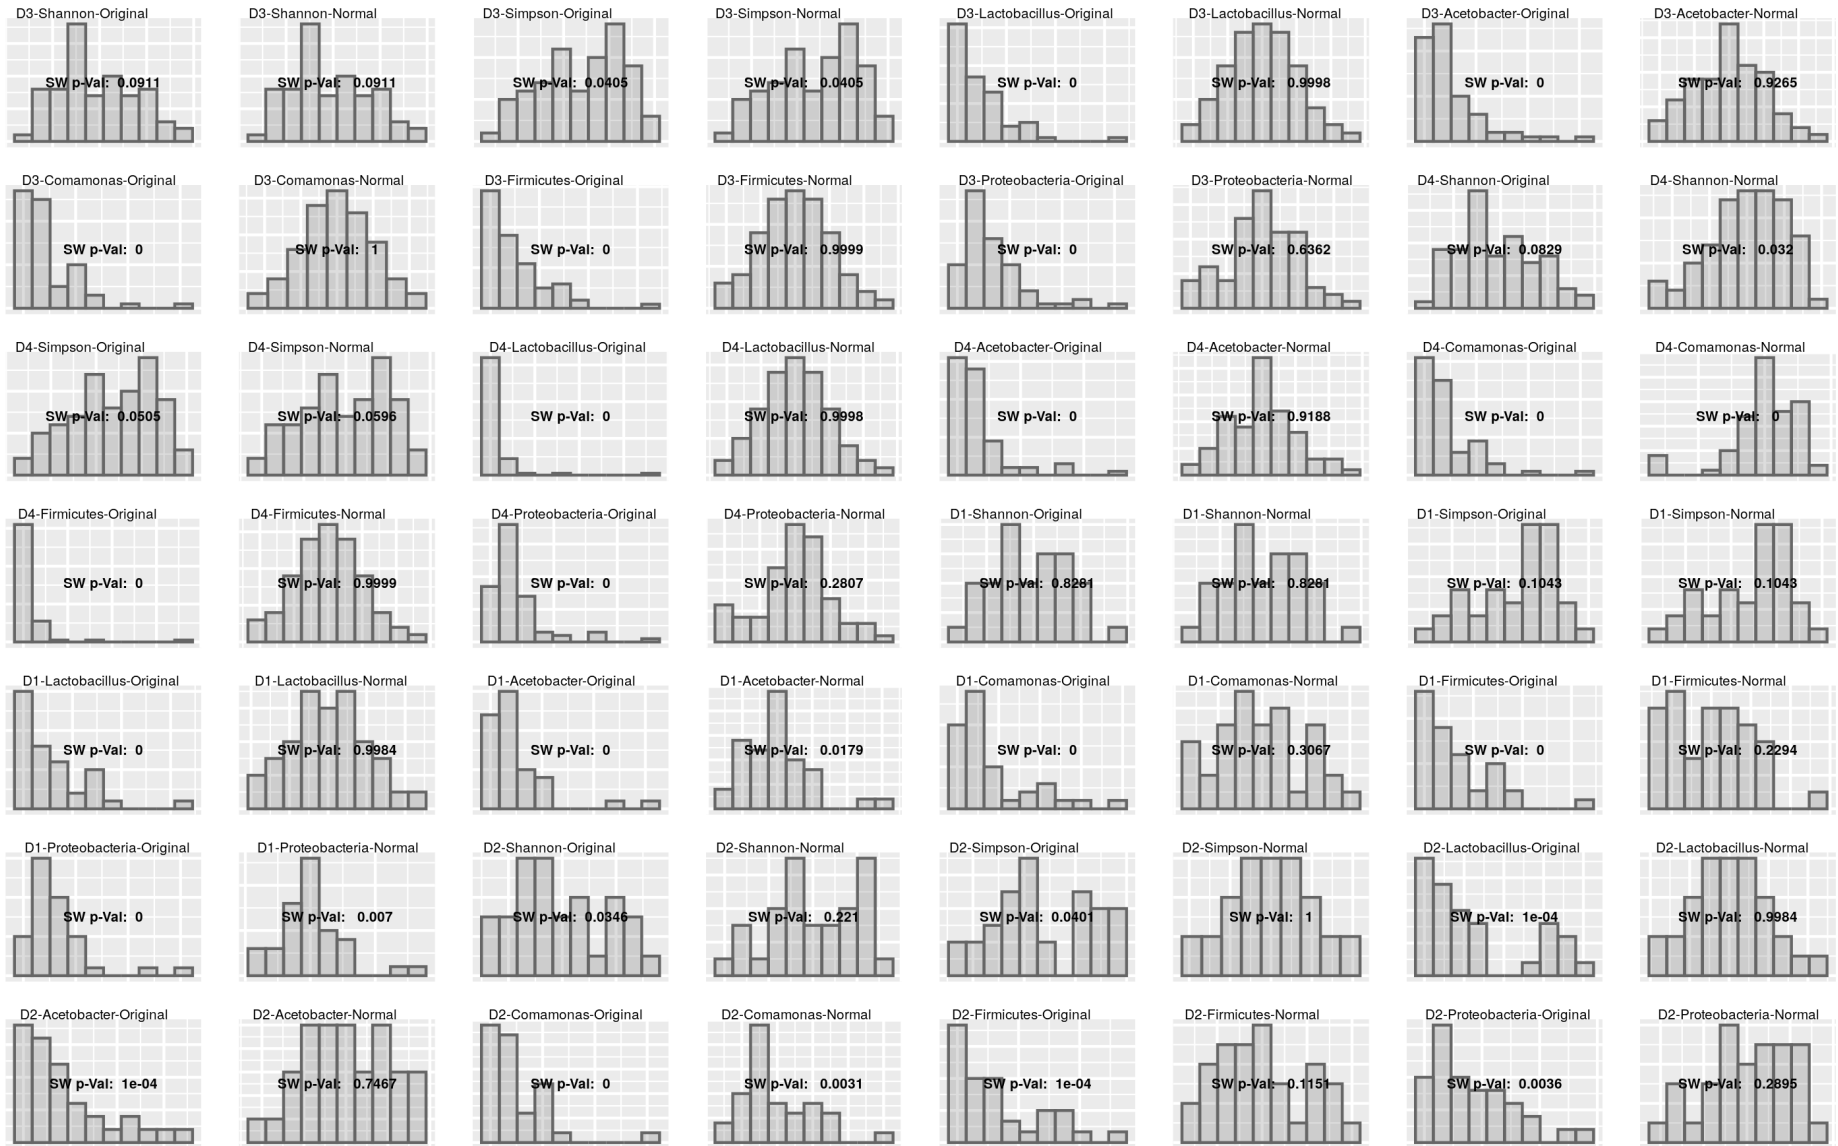 D3-Shannon-Original
SW p-Val: 0.0911
D3-Shannon-Normal
SW p-Val: 0.0911
D3-Simpson-Original
SW p-Val: 0.0405
D3-Simpson-Normal
SW p-Val: 0.0405
D3-Lactobacillus-Original
SW p-Val: 0
D3-Lactobacillus-Normal
SW p-Val: 0.9998
D3-Acetobacter-Original
SW p-Val: 0
D3-Acetobacter-Normal
SW p-Val: 0.9265
D3-Comamonas-Original
SW p-Val: 0
D3-Comamonas-Normal
SW p-Val: 1
D3-Firmicutes-Original
SW p-Val: 0
D3-Firmicutes-Normal
SW p-Val: 0.9999
D3-Proteobacteria-Original
SW p-Val: 0
D3-Proteobacteria-Normal
SW p-Val: 0.6362
D4-Shannon-Original
SW p-Val: 0.0829
D4-Shannon-Normal
SW p-Val: 0.032
D4-Simpson-Original
SW p-Val: 0.0505
D4-Simpson-Normal
SW p-Val: 0.0596
D4-Lactobacillus-Original
SW p-Val: 0
D4-Lactobacillus-Normal
SW p-Val: 0.9998
D4-Acetobacter-Original
SW p-Val: 0
D4-Acetobacter-Normal
SW p-Val: 0.9188
D4-Comamonas-Original
SW p-Val: 0
D4-Comamonas-Normal
SW p-Val: 0
D4-Firmicutes-Original
SW p-Val: 0
D4-Firmicutes-Normal
SW p-Val: 0.9999
D4-Proteobacteria-Original
SW p-Val: 0
D4-Proteobacteria-Normal
SW p-Val: 0.2807
D1-Shannon-Original
SW p-Val: 0.8281
D1-Shannon-Normal
SW p-Val: 0.8281
D1-Simpson-Original
SW p-Val: 0.1043
D1-Simpson-Normal
SW p-Val: 0.1043
D1-Lactobacillus-Original
SW p-Val: 0
D1-Lactobacillus-Normal
SW p-Val: 0.9984
D1-Acetobacter-Original
SW p-Val: 0
D1-Acetobacter-Normal
SW p-Val: 0.0179
D1-Comamonas-Original
SW p-Val: 0
D1-Comamonas-Normal
SW p-Val: 0.3067
D1-Firmicutes-Original
SW p-Val: 0
D1-Firmicutes-Normal
SW p-Val: 0.2294
D1-Proteobacteria-Original
SW p-Val: 0
D1-Proteobacteria-Normal
SW p-Val: 0.007
D2-Shannon-Original
SW p-Val: 0.0346
D2-Shannon-Normal
SW p-Val: 0.221
D2-Simpson-Original
SW p-Val: 0.0401
D2-Simpson-Normal
SW p-Val: 1
D2-Lactobacillus-Original
SW p-Val: 1e-04
D2-Lactobacillus-Normal
SW p-Val: 0.9984
D2-Acetobacter-Original
SW p-Val: 1e-04
D2-Acetobacter-Normal
SW p-Val: 0.7467
D2-Comamonas-Original
SW p-Val: 0
D2-Comamonas-Normal
SW p-Val: 0.0031
D2-Firmicutes-Original
SW p-Val: 1e-04
D2-Firmicutes-Normal
SW p-Val: 0.1151
D2-Proteobacteria-Original
SW p-Val: 0.0036
D2-Proteobacteria-Normal
SW p-Val: 0.2895